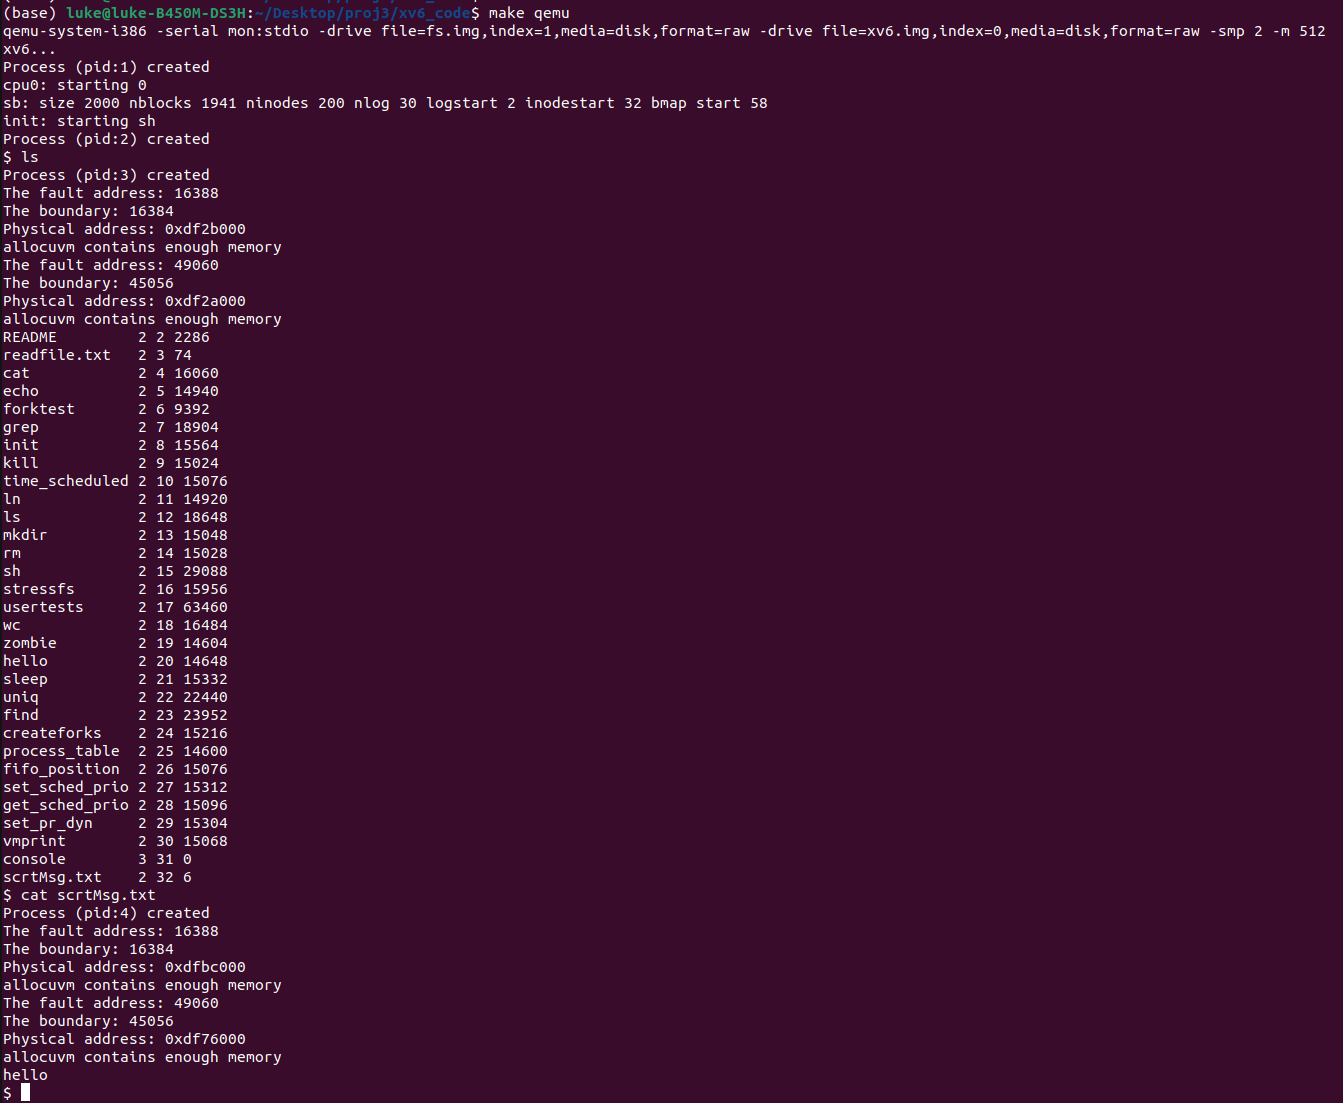 (base) luke@luke-B450M-DS3H:~/Desktop/proj3/xv6_code$ make qemu
qemu-system-i386 -serial mon:stdio -drive file=fs.img,index=1,media=disk,format=raw -drive file=xv6.img,index=0,media=disk,format=raw -smp 2 -m 512
xv6...
Process (pid:1) created
cpu0: starting 0
sb: size 2000 nblocks 1941 ninodes 200 nlog 30 logstart 2 inodestart 32 bmap start 58
init: starting sh
Process (pid:2) created
$ ls
Process (pid:3) created
The fault address: 16388
The boundary: 16384
Physical address: 0xdf2b000
allocuvm contains enough memory
The fault address: 49060
The boundary: 45056
Physical address: 0xdf2a000
allocuvm contains enough memory
README         2 2 2286
readfile.txt   2 3 74
cat            2 4 16060
echo           2 5 14940
forktest       2 6 9392
grep           2 7 18904
init           2 8 15564
kill           2 9 15024
time_scheduled 2 10 15076
ln             2 11 14920
ls             2 12 18648
mkdir          2 13 15048
rm             2 14 15028
sh             2 15 29088
stressfs       2 16 15956
usertests      2 17 63460
wc             2 18 16484
zombie         2 19 14604
hello          2 20 14648
sleep          2 21 15332
uniq           2 22 22440
find           2 23 23952
createforks    2 24 15216
process_table  2 25 14600
fifo_position  2 26 15076
set_sched_prio 2 27 15312
get_sched_prio 2 28 15096
set_pr_dyn     2 29 15304
vmprint        2 30 15068
console        3 31 0
scrtMsg.txt    2 32 6
$ cat scrtMsg.txt
Process (pid:4) created
The fault address: 16388
The boundary: 16384
Physical address: 0xdfbc000
allocuvm contains enough memory
The fault address: 49060
The boundary: 45056
Physical address: 0xdf76000
allocuvm contains enough memory
hello
$